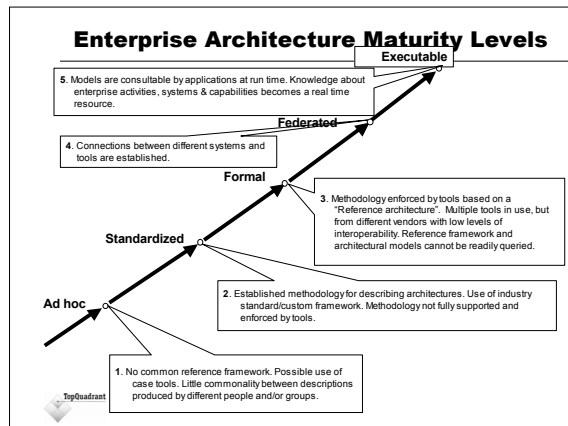 Enterprise Architecture Maturity Levels
Executable
5. Models are consultable by applications at run time. Knowledge about
enterprise activities, systems & capabilities becomes a real time
resource.
Federated
4. Connections between different systems and
tools are established.
Formal
3. Methodology enforced by tools based on a
“Reference architecture”. Multiple tools in use, but
from different vendors with low levels of
interoperability. Reference framework and
architectural models cannot be readily queried.
Standardized
2. Established methodology for describing architectures. Use of industry
standard/custom framework. Methodology not fully supported and
enforced by tools.
Ad hoc
1. No common reference framework. Possible use of
case tools. Little commonality between descriptions
produced by different people and/or groups.
TopQuadrant